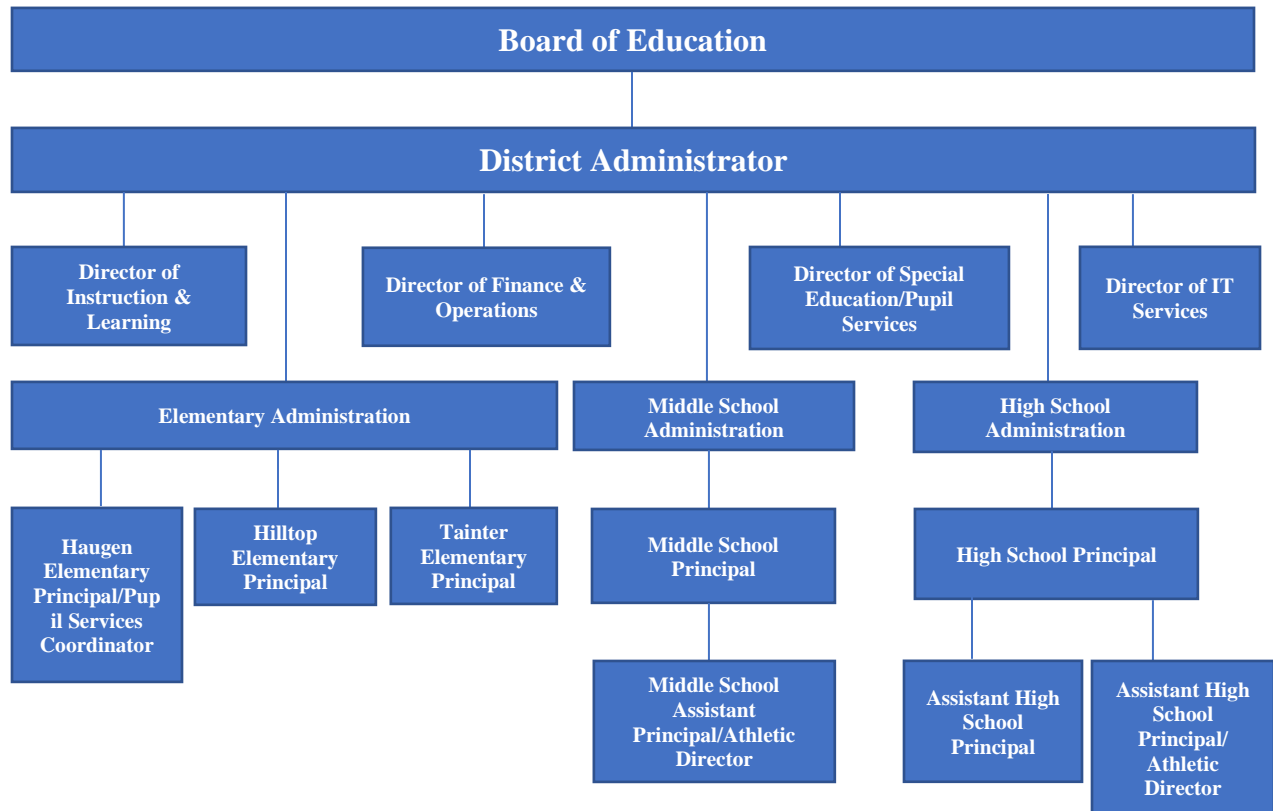 Board of Education
District Administrator
Director of
Instruction &
Learning
Director of Finance &
Operations
Director of Special
Education/Pupil
Services
Director of IT
Services
Elementary Administration
Middle School
Administration
High School
Administration
Haugen
Elementary
Principal/Pup
il Services
Coordinator
Hilltop
Elementary
Principal
Tainter
Elementary
Principal
Middle School
Principal
High School Principal
Middle School
Assistant
Principal/Athletic
Director
Assistant High
School
Principal
Assistant High
School
Principal/
Athletic
Director